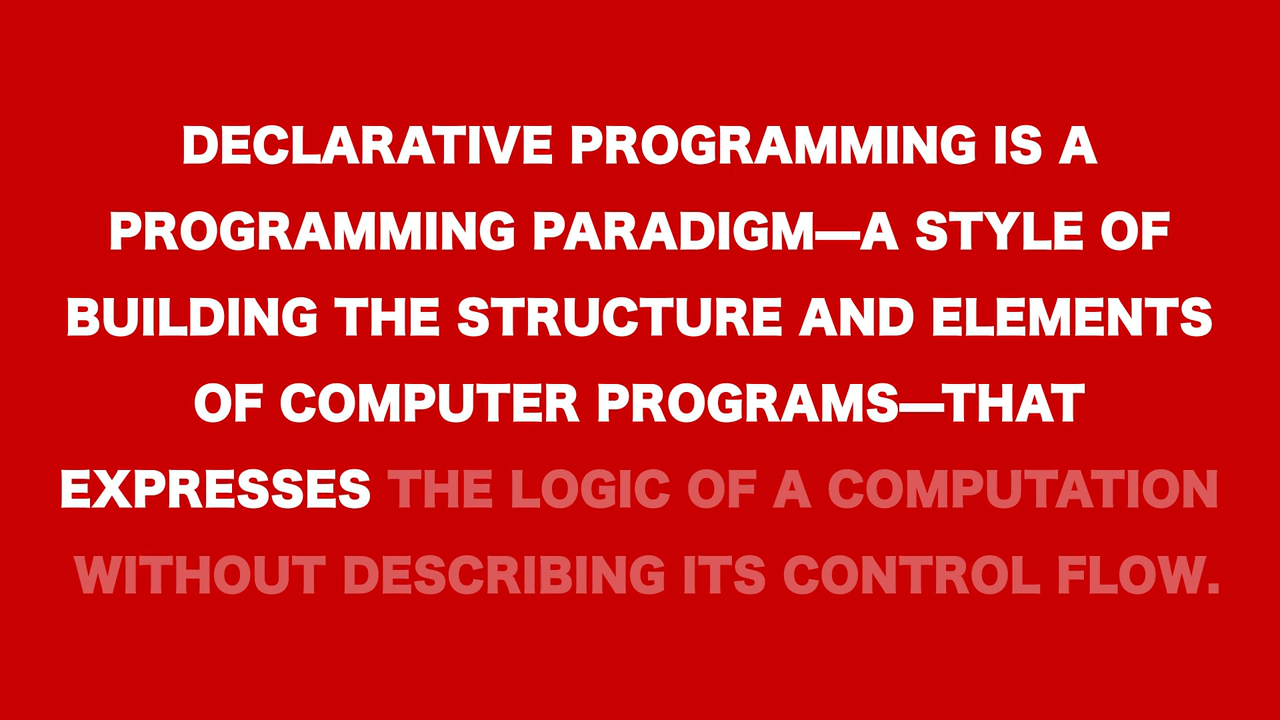 DECLARATIVE PROGRAMMING IS A
PROGRAMMING PARADIGM—A STYLE OF
BUILDING THE STRUCTURE AND ELEMENTS
OF COMPUTER PROGRAMS—THAT
EXPRESSES THE LOGIC OF A COMPUTATION
WITHOUT DESCRIBING ITS CONTROL FLOW.